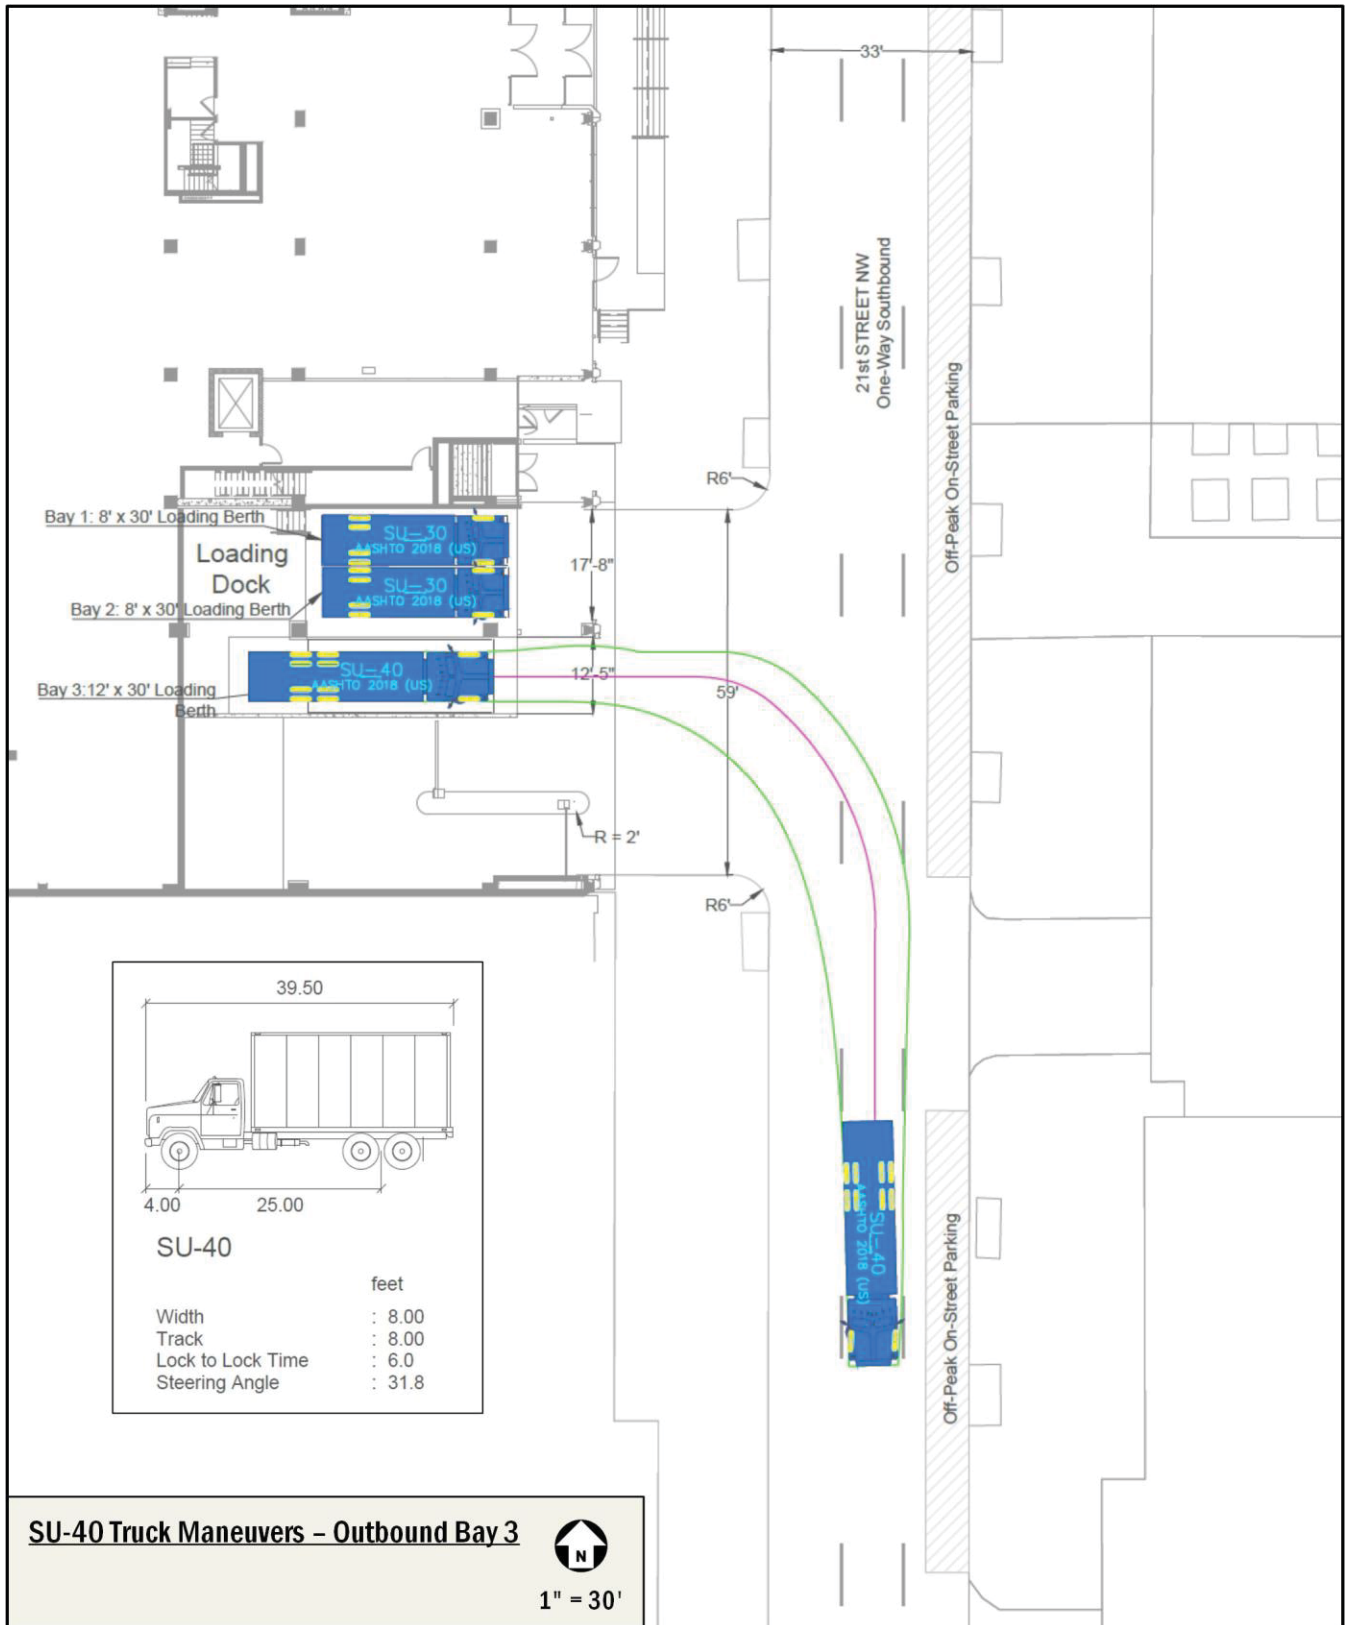 33'
21st STREET NW
One-Way Southbound
Off-Peak On-Street Parking
R6'
Bay 1: 8' x 30' Loading Berth
SU-30
AASHTO 2018 (US)
Loading
Dock
17'-8"
SU-30
AASHTO 2018 (US)
Bay 2: 8' x 30' Loading Berth
SU-40
AASHTO 2018 (US)
12'-5"
59'
Bay 3:12' x 30' Loading
Berth
R = 2'
R6'
39.50
4.00
25.00
SU-40
feet
Width : 8.00
Track : 8.00
Lock to Lock Time : 6.0
Steering Angle : 31.8
SU-40
AASHTO 2018 (US)
Off-Peak On-Street Parking
SU-40 Truck Maneuvers – Outbound Bay 3
N
1" = 30'